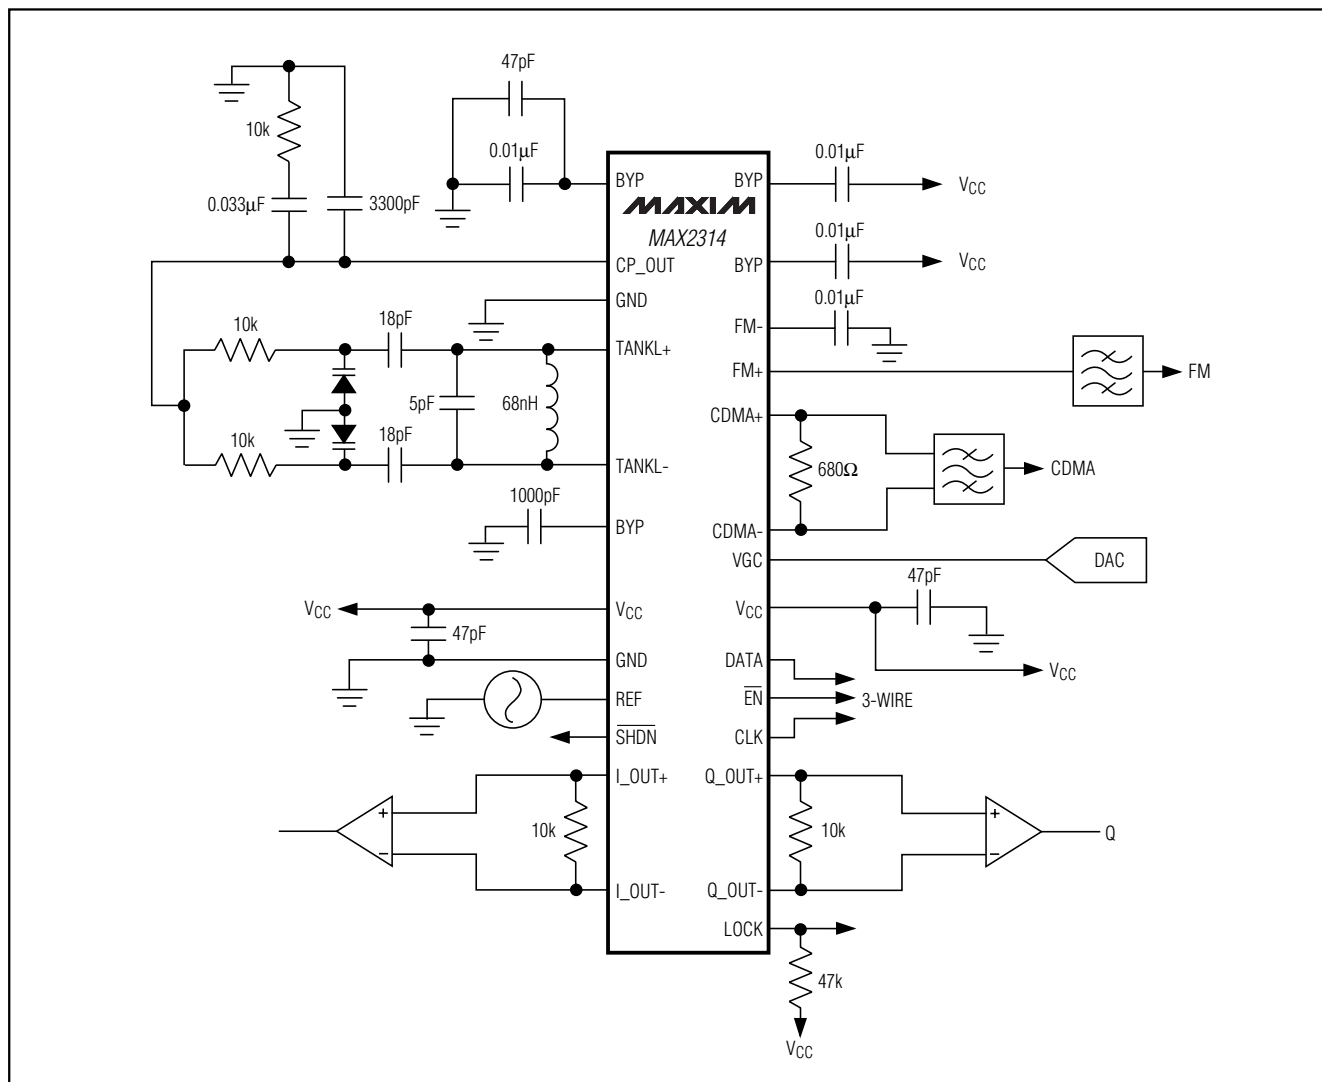 47pF
10k
0.01µF
0.01µF
BYP
BYP
VCC
MAXIM
0.033µF
3300pF
MAX2314
0.01µF
CP_OUT
BYP
VCC
GND
0.01µF
10k
18pF
FM-
TANKL+
FM+
FM
5pF
68nH
CDMA+
10k
18pF
TANKL-
680Ω
CDMA
1000pF
BYP
CDMA-
VGC
DAC
47pF
VCC
VCC
VCC
47pF
GND
DATA
VCC
REF
EN
3-WIRE
SHDN
CLK
I_OUT+
Q_OUT+
+
10k
10k
+
Q
−
−
I_OUT-
Q_OUT-
LOCK
47k
VCC